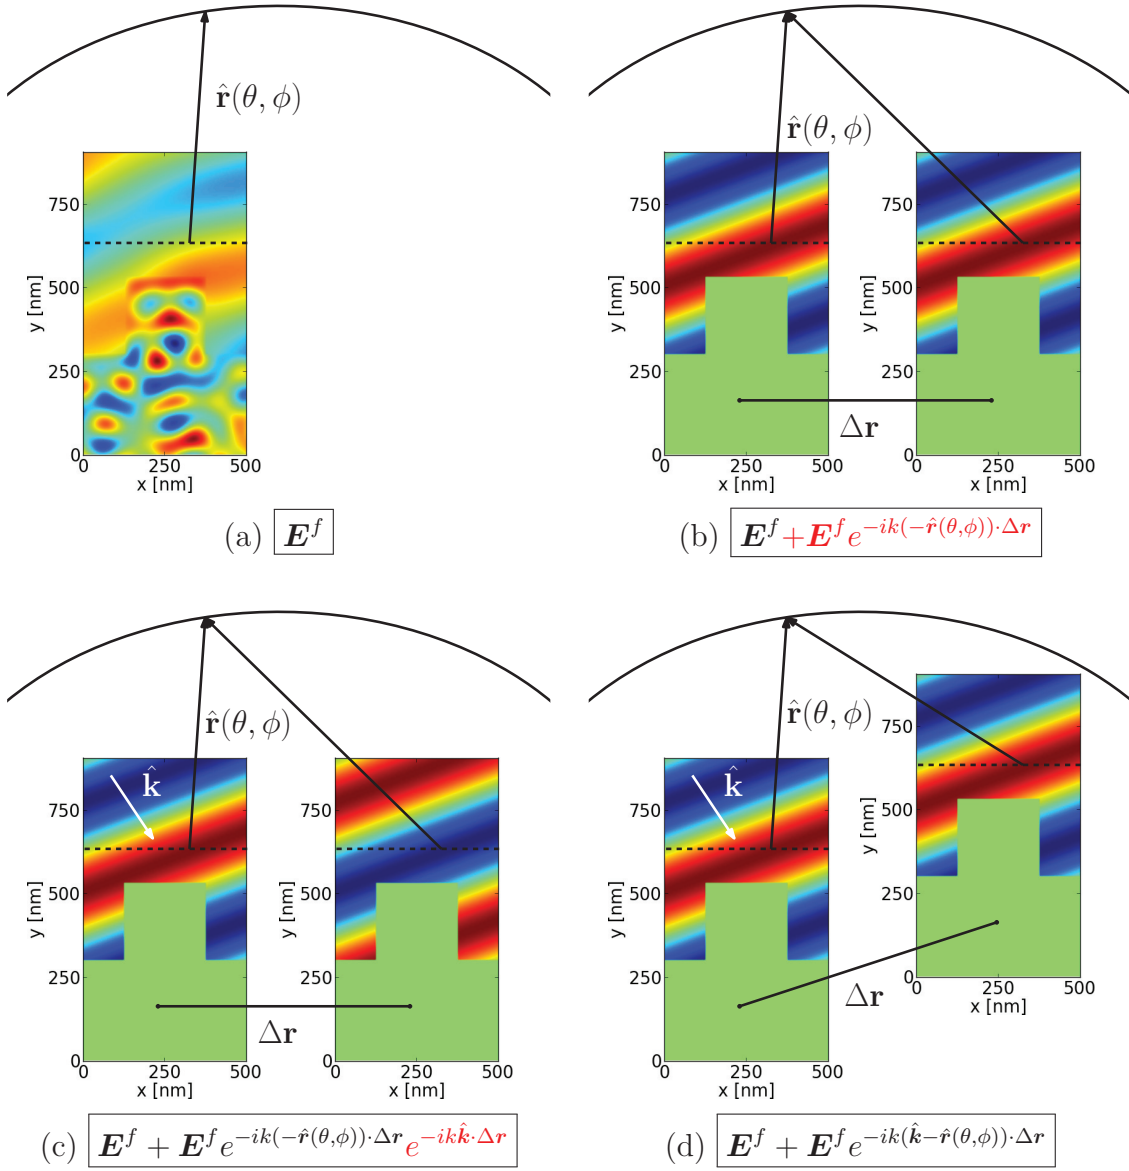 r̂(θ, ϕ)
750
500
250
0
y [nm]
0 250 500
x [nm]
(a) E^f
r̂(θ, ϕ)
750
500
250
0
y [nm]
0 250 500
x [nm]
750
500
250
0
y [nm]
0 250 500
x [nm]
Δr
(b) E^f + E^f e^{−ik(−r̂(θ,ϕ))·Δr}
r̂(θ, ϕ)
k̂
750
500
250
0
y [nm]
0 250 500
x [nm]
750
500
250
0
y [nm]
0 250 500
x [nm]
Δr
(c) E^f + E^f e^{−ik(−r̂(θ,ϕ))·Δr} e^{−ik k̂·Δr}
r̂(θ, ϕ)
k̂
750
500
250
0
y [nm]
0 250 500
x [nm]
750
500
250
0
y [nm]
0 250 500
x [nm]
Δr
(d) E^f + E^f e^{−ik(k̂−r̂(θ,ϕ))·Δr}